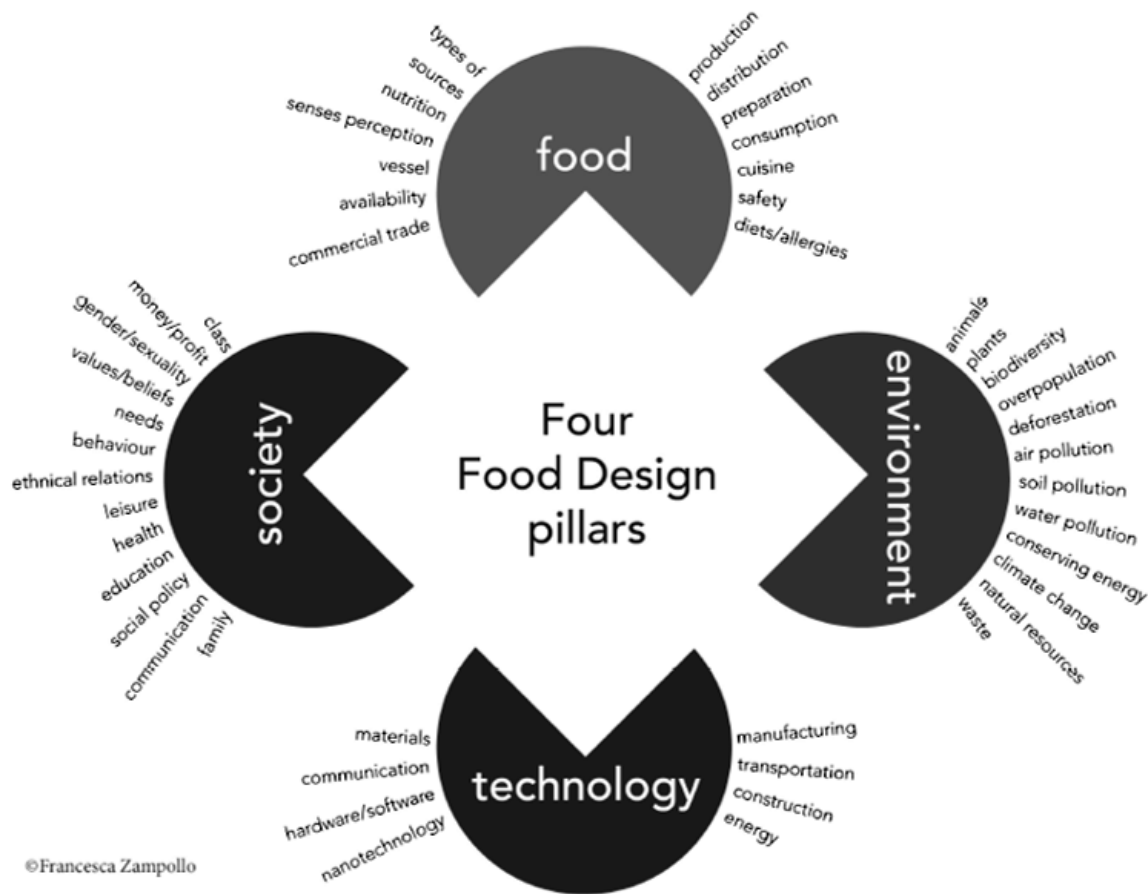 types of
sources
nutrition
senses perception
vessel
availability
commercial trade
food
production
distribution
preparation
consumption
cuisine
safety
diets/allergies
class
money/profit
gender/sexuality
values/beliefs
needs
behaviour
ethnical relations
leisure
health
education
social policy
communication
family
society
Four
Food Design
pillars
environment
animals
plants
biodiversity
overpopulation
deforestation
air pollution
soil pollution
water pollution
conserving energy
climate change
natural resources
waste
materials
communication
hardware/software
nanotechnology
technology
manufacturing
transportation
construction
energy
©Francesca Zampollo